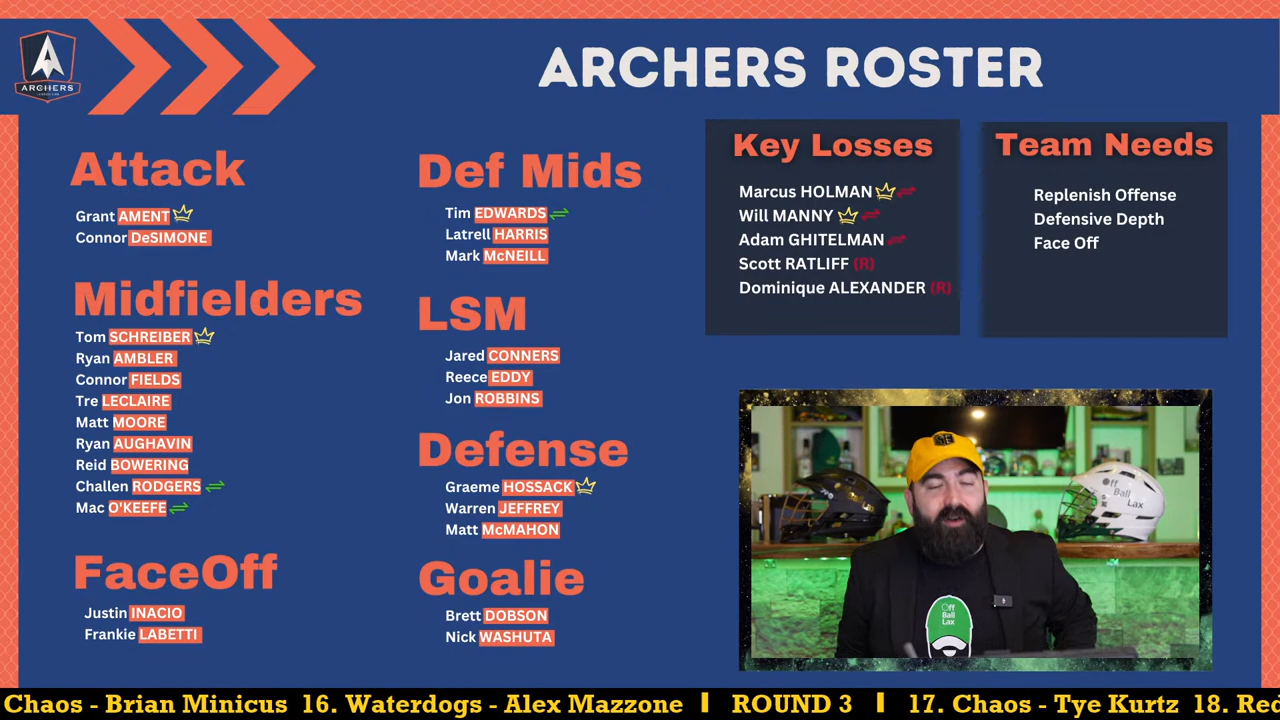 ARCHERS
ARCHERS ROSTER
Attack
Grant AMENT
Connor DeSIMONE
Midfielders
Tom SCHREIBER
Ryan AMBLER
Connor FIELDS
Tre LECLAIRE
Matt MOORE
Ryan AUGHAVIN
Reid BOWERING
Challen RODGERS
Mac O'KEEFE
FaceOff
Justin INACIO
Frankie LABETTI
Def Mids
Tim EDWARDS
Latrell HARRIS
Mark McNEILL
LSM
Jared CONNERS
Reece EDDY
Jon ROBBINS
Defense
Graeme HOSSACK
Warren JEFFREY
Matt McMAHON
Goalie
Brett DOBSON
Nick WASHUTA
Key Losses
Marcus HOLMAN
Will MANNY
Adam GHITELMAN
Scott RATLIFF (R)
Dominique ALEXANDER (R)
Team Needs
Replenish Offense
Defensive Depth
Face Off
Off
Ball
Lax
Off
Ball
Lax
Chaos - Brian Minicus 16. Waterdogs - Alex Mazzone | ROUND 3 | 17. Chaos - Tye Kurtz 18. Red